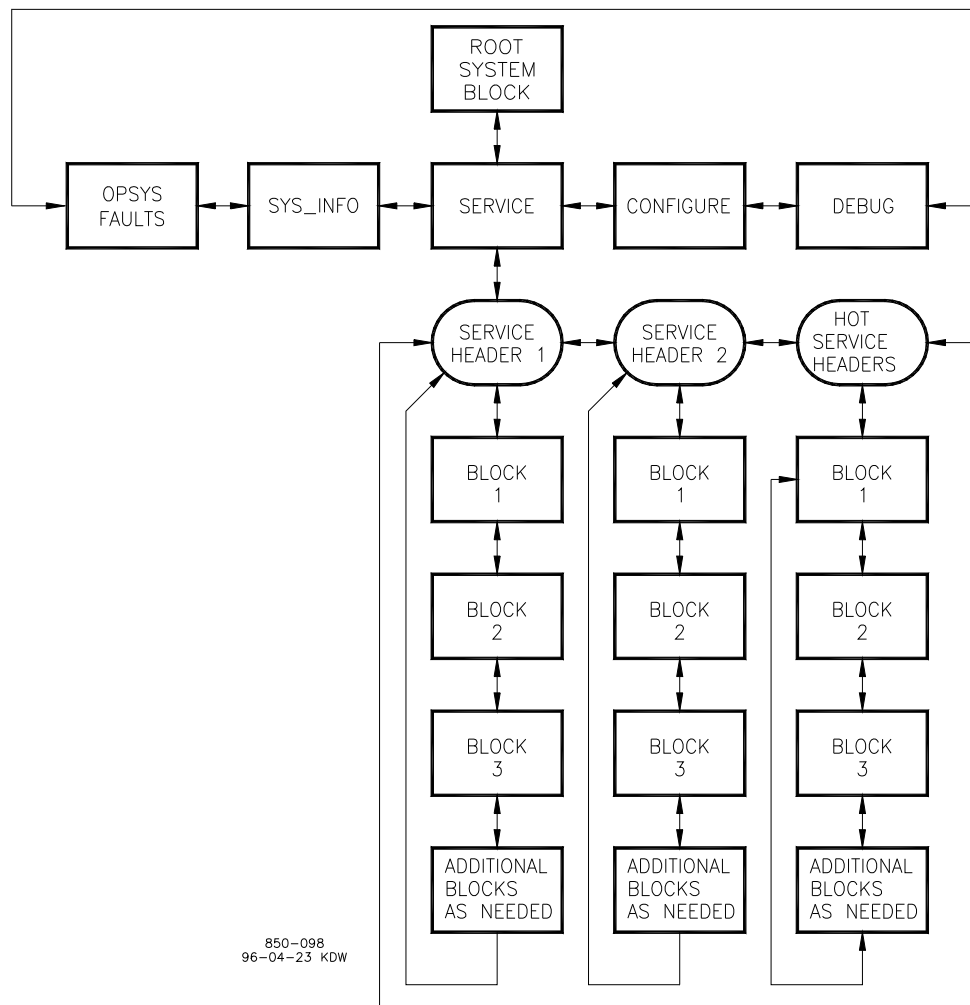 ROOT
SYSTEM
BLOCK
OPSYS
FAULTS
SYS_INFO
SERVICE
CONFIGURE
DEBUG
SERVICE
HEADER 1
SERVICE
HEADER 2
HOT
SERVICE
HEADERS
BLOCK
1
BLOCK
1
BLOCK
1
BLOCK
2
BLOCK
2
BLOCK
2
BLOCK
3
BLOCK
3
BLOCK
3
ADDITIONAL
BLOCKS
AS NEEDED
ADDITIONAL
BLOCKS
AS NEEDED
ADDITIONAL
BLOCKS
AS NEEDED
850-098
96-04-23 KDW